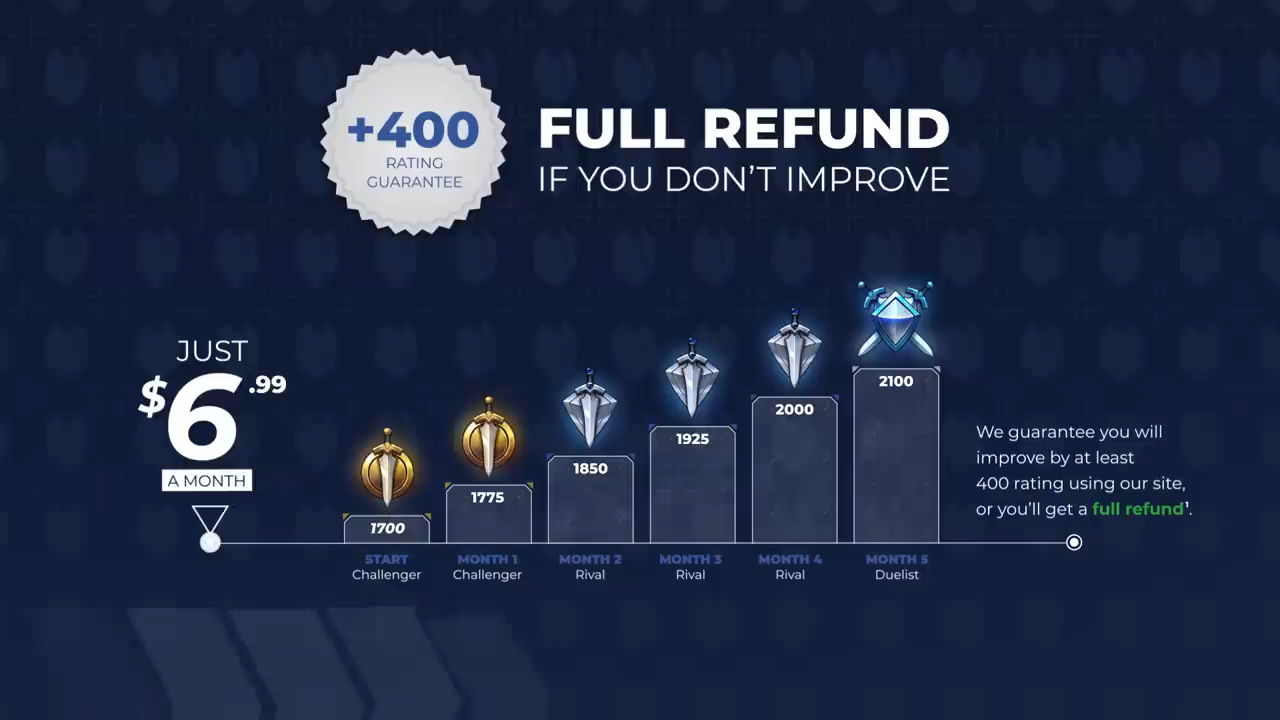 +400
RATING
GUARANTEE
FULL REFUND
IF YOU DON'T IMPROVE
JUST
$6.99
A MONTH
1700
1775
1850
1925
2000
2100
START
Challenger
MONTH 1
Challenger
MONTH 2
Rival
MONTH 3
Rival
MONTH 4
Rival
MONTH 5
Duelist
We guarantee you will
improve by at least
400 rating using our site,
or you'll get a full refund¹.